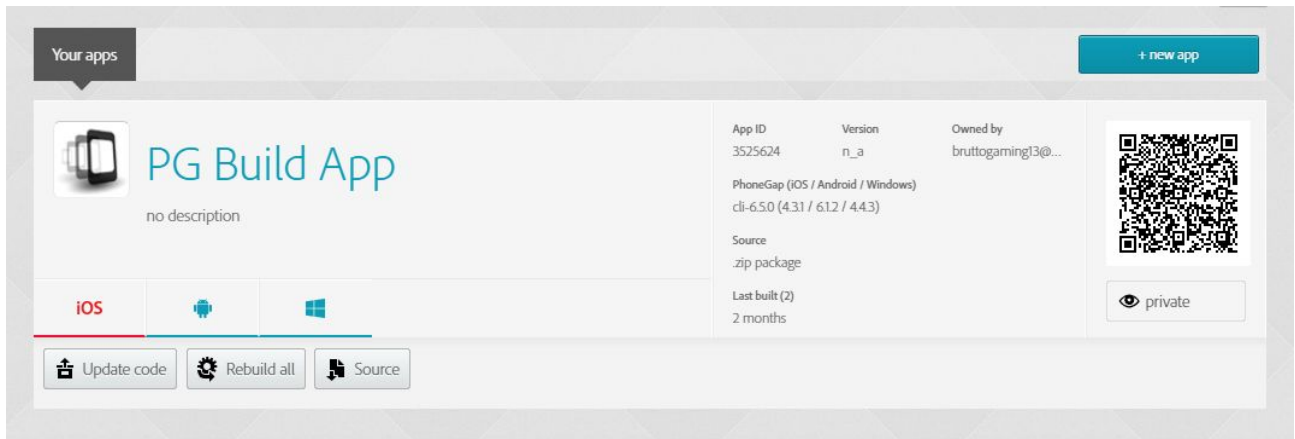 Your apps
+ new app
PG Build App
no description
App ID
Version
Owned by
3525624
n_a
bruttogaming13@...
PhoneGap (iOS / Android / Windows)
cli-6.5.0 (4.3.1 / 6.1.2 / 4.4.3)
Source
.zip package
Last built (2)
2 months
private
iOS
Update code
Rebuild all
Source